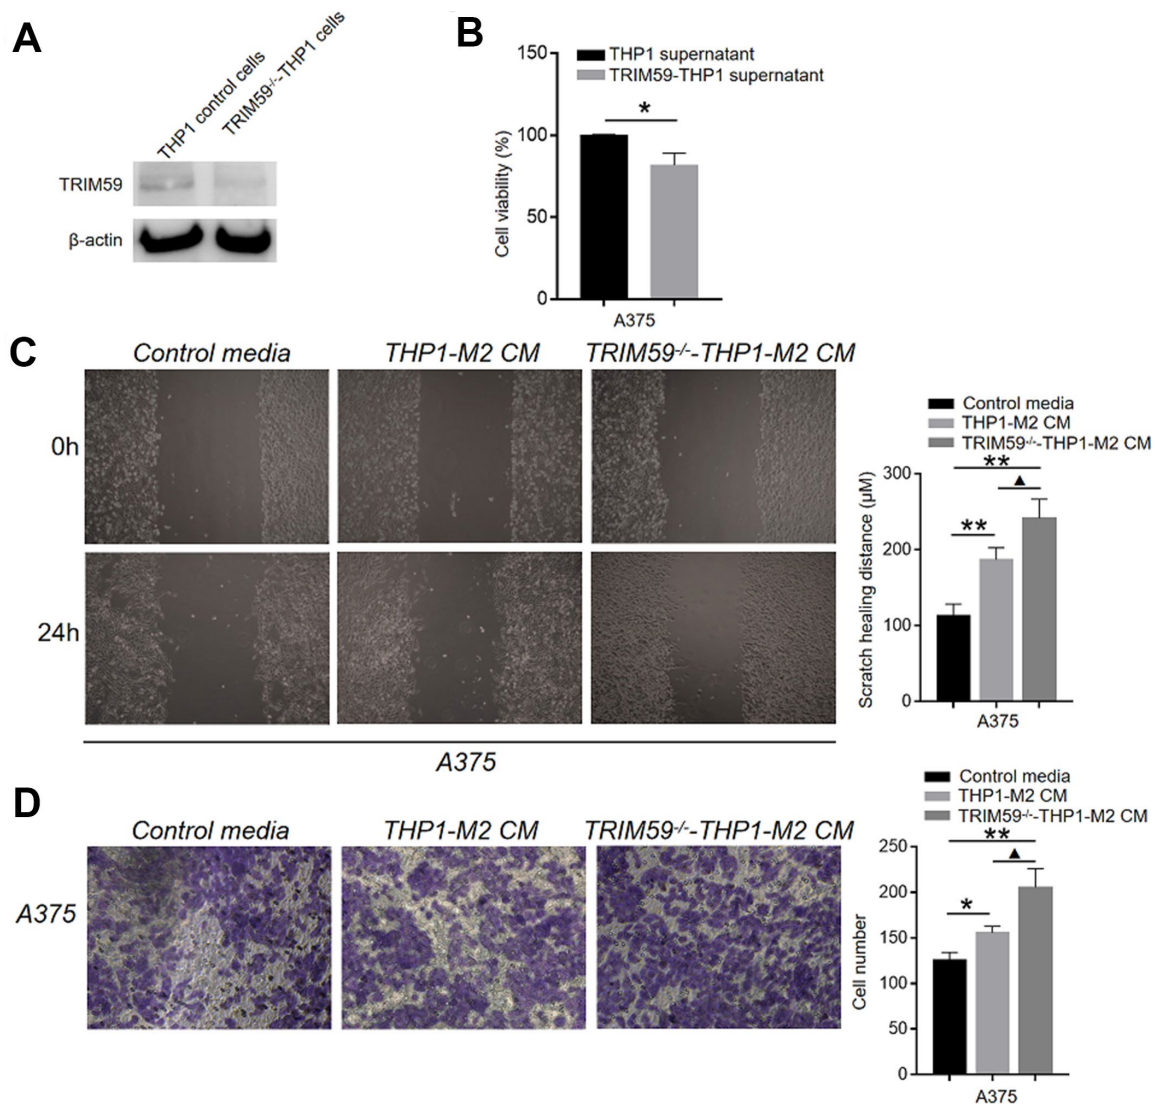 A
THP1 control cells
TRIM59-/--THP1 cells
TRIM59
β-actin
B
THP1 supernatant
TRIM59-THP1 supernatant
*
Cell viability (%)
150
100
50
0
A375
C
Control media
THP1-M2 CM
TRIM59-/--THP1-M2 CM
0h
24h
A375
Control media
THP1-M2 CM
TRIM59-/--THP1-M2 CM
**
▲
**
Scratch healing distance (μM)
300
200
100
0
A375
D
Control media
THP1-M2 CM
TRIM59-/--THP1-M2 CM
A375
Control media
THP1-M2 CM
TRIM59-/--THP1-M2 CM
**
▲
*
Cell number
250
200
150
100
50
0
A375